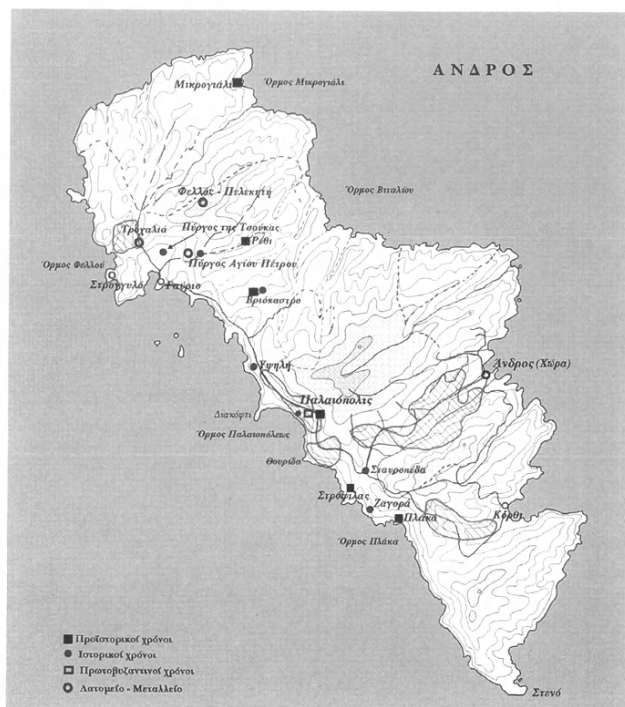 ΑΝΔΡΟΣ
Μικρογιάλι
Όρμος Μικρογιάλι
Όρμος Βιταλίου
Φελλός - Πελεκητή
Τροχαλιά
Πύργος της Τσούκας
Ρέθι
Όρμος Φελλού
Πύργος Αγίου Πέτρου
Στρογγυλό
Γαύριο
Βριόκαστρο
Υψηλή
Άνδρος (Χώρα)
Παλαιόπολις
Διακόφτι
Όρμος Παλαιοπόλεως
Θουρίδα
Σταυροπέδα
Στρόφιλας
Ζαγορά
Πλάκα
Κόρθι
Όρμος Πλάκα
Προϊστορικοί χρόνοι
Ιστορικοί χρόνοι
Πρωτοβυζαντινοί χρόνοι
Λατομείο - Μεταλλείο
Στενό